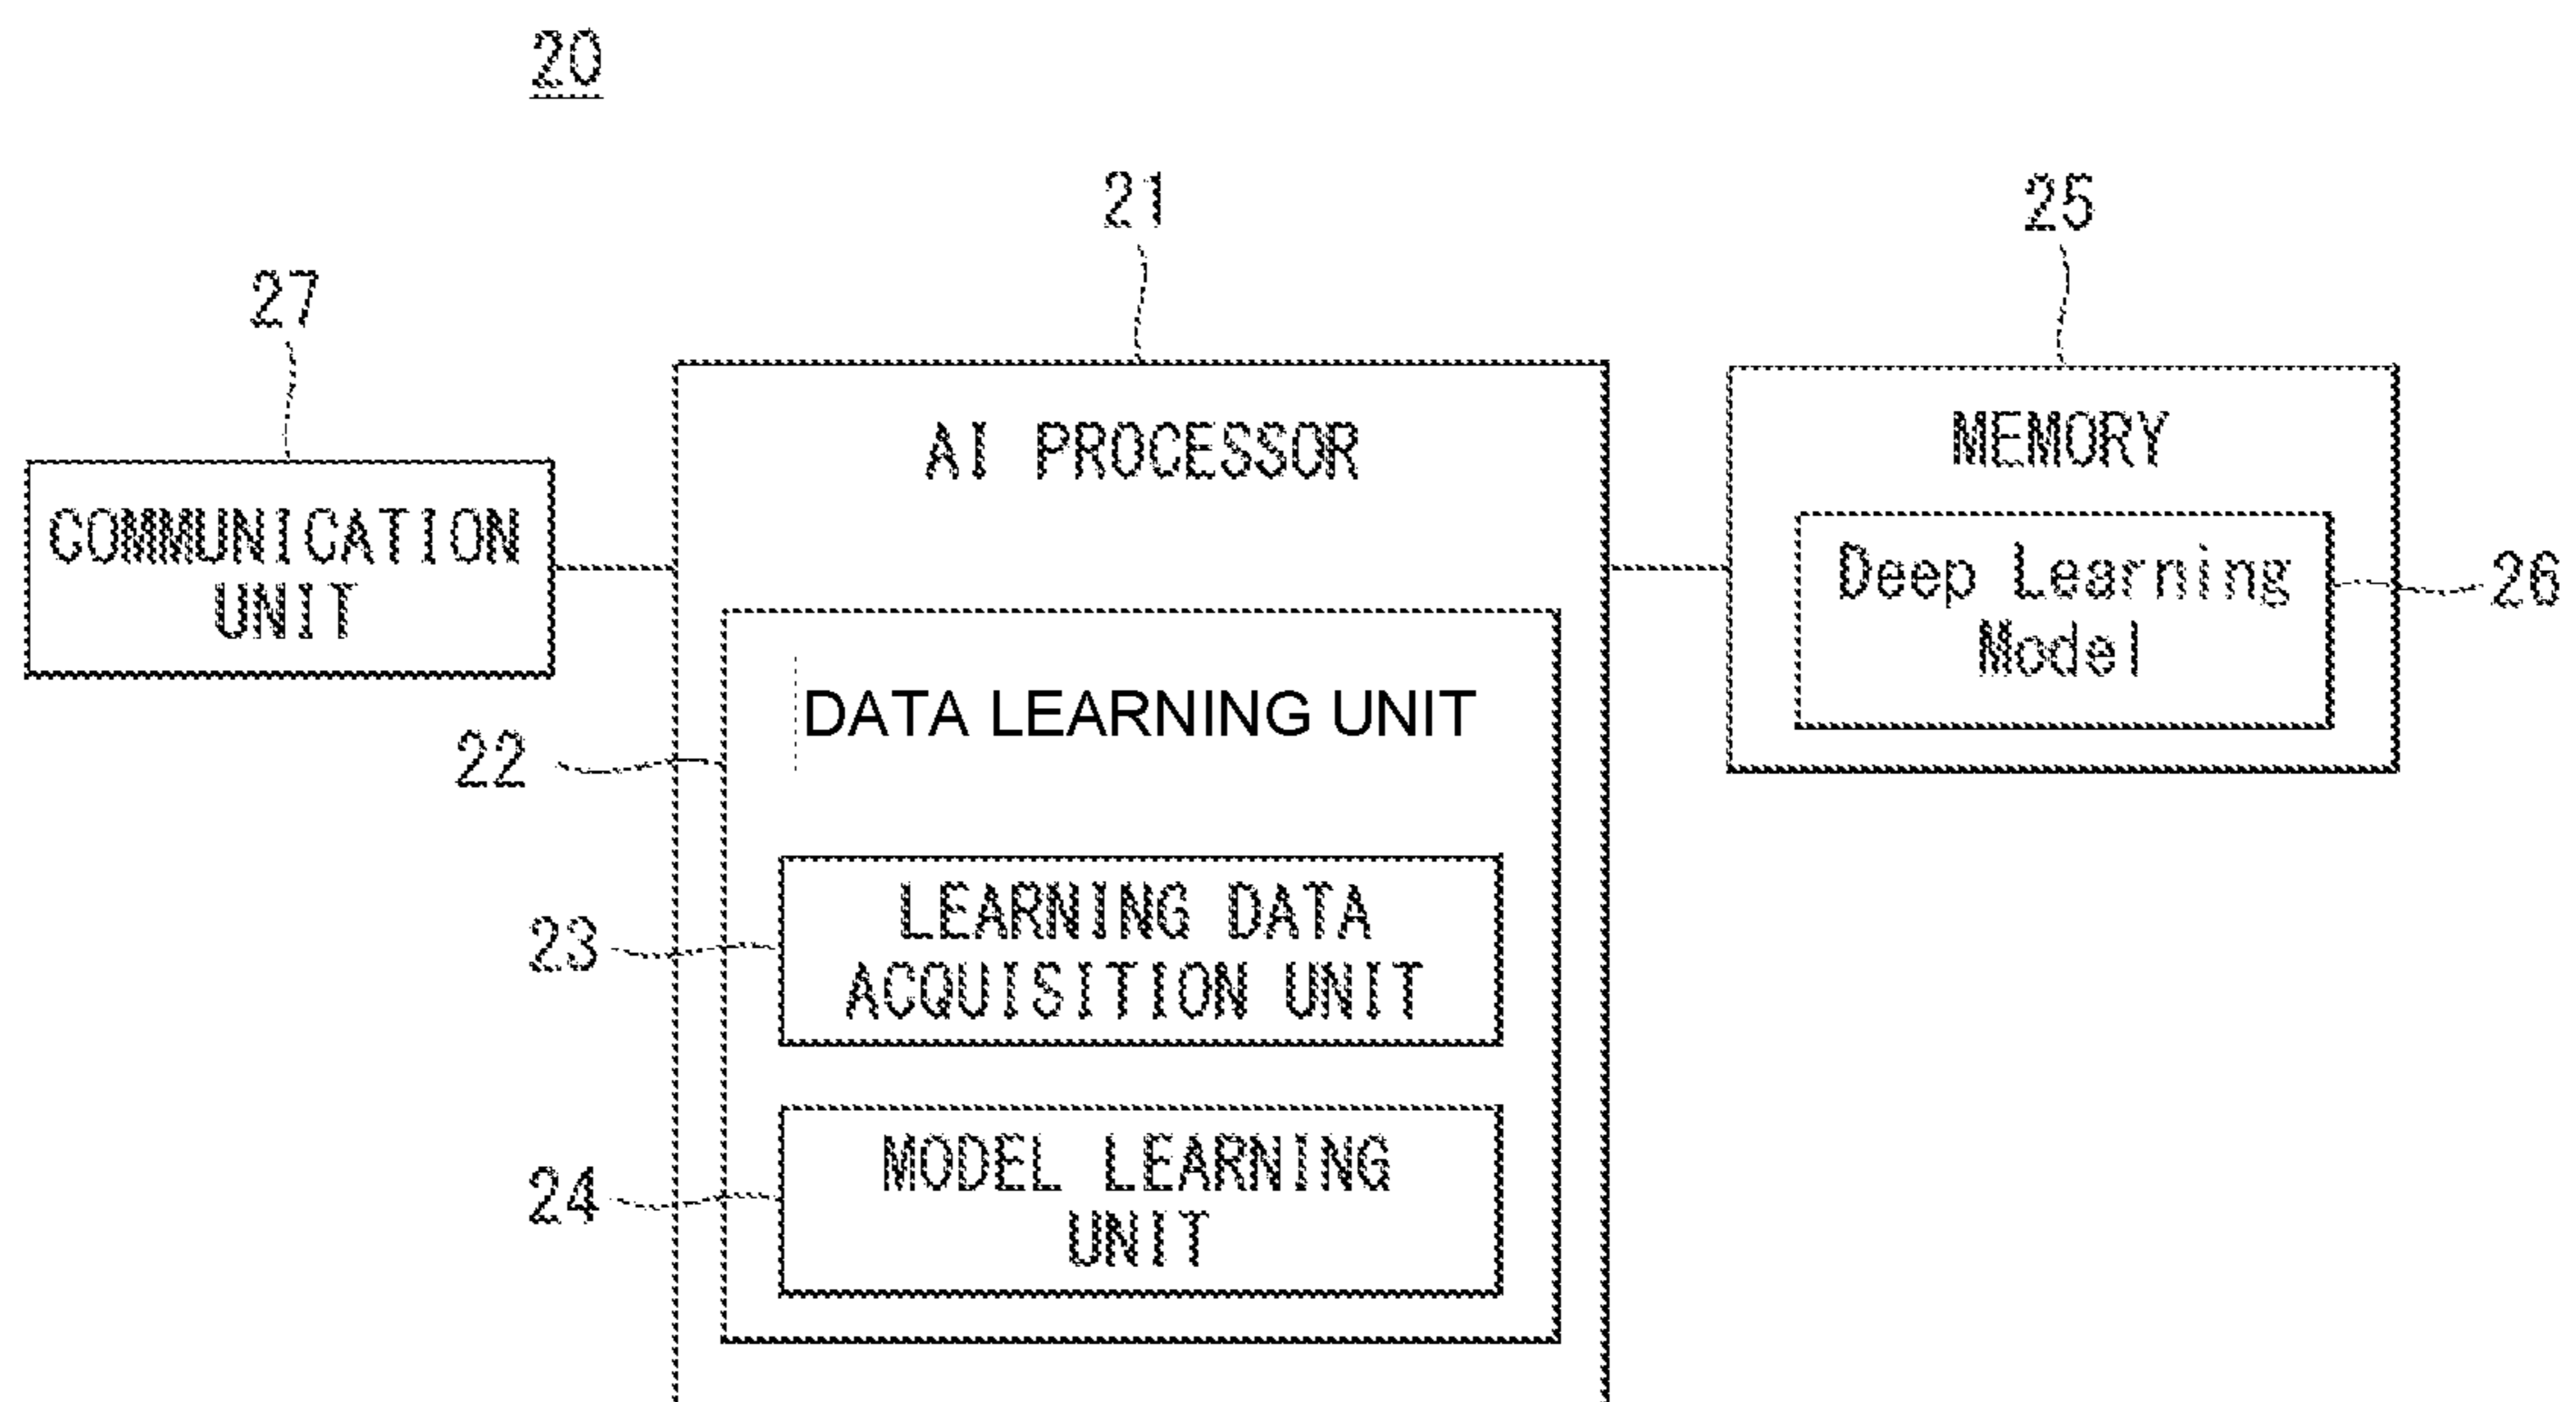 20
21
25
27
AI PROCESSOR
MEMORY
COMMUNICATION
UNIT
Deep Learning
Model
26
DATA LEARNING UNIT
22
LEARNING DATA
ACQUISITION UNIT
23
MODEL LEARNING
UNIT
24